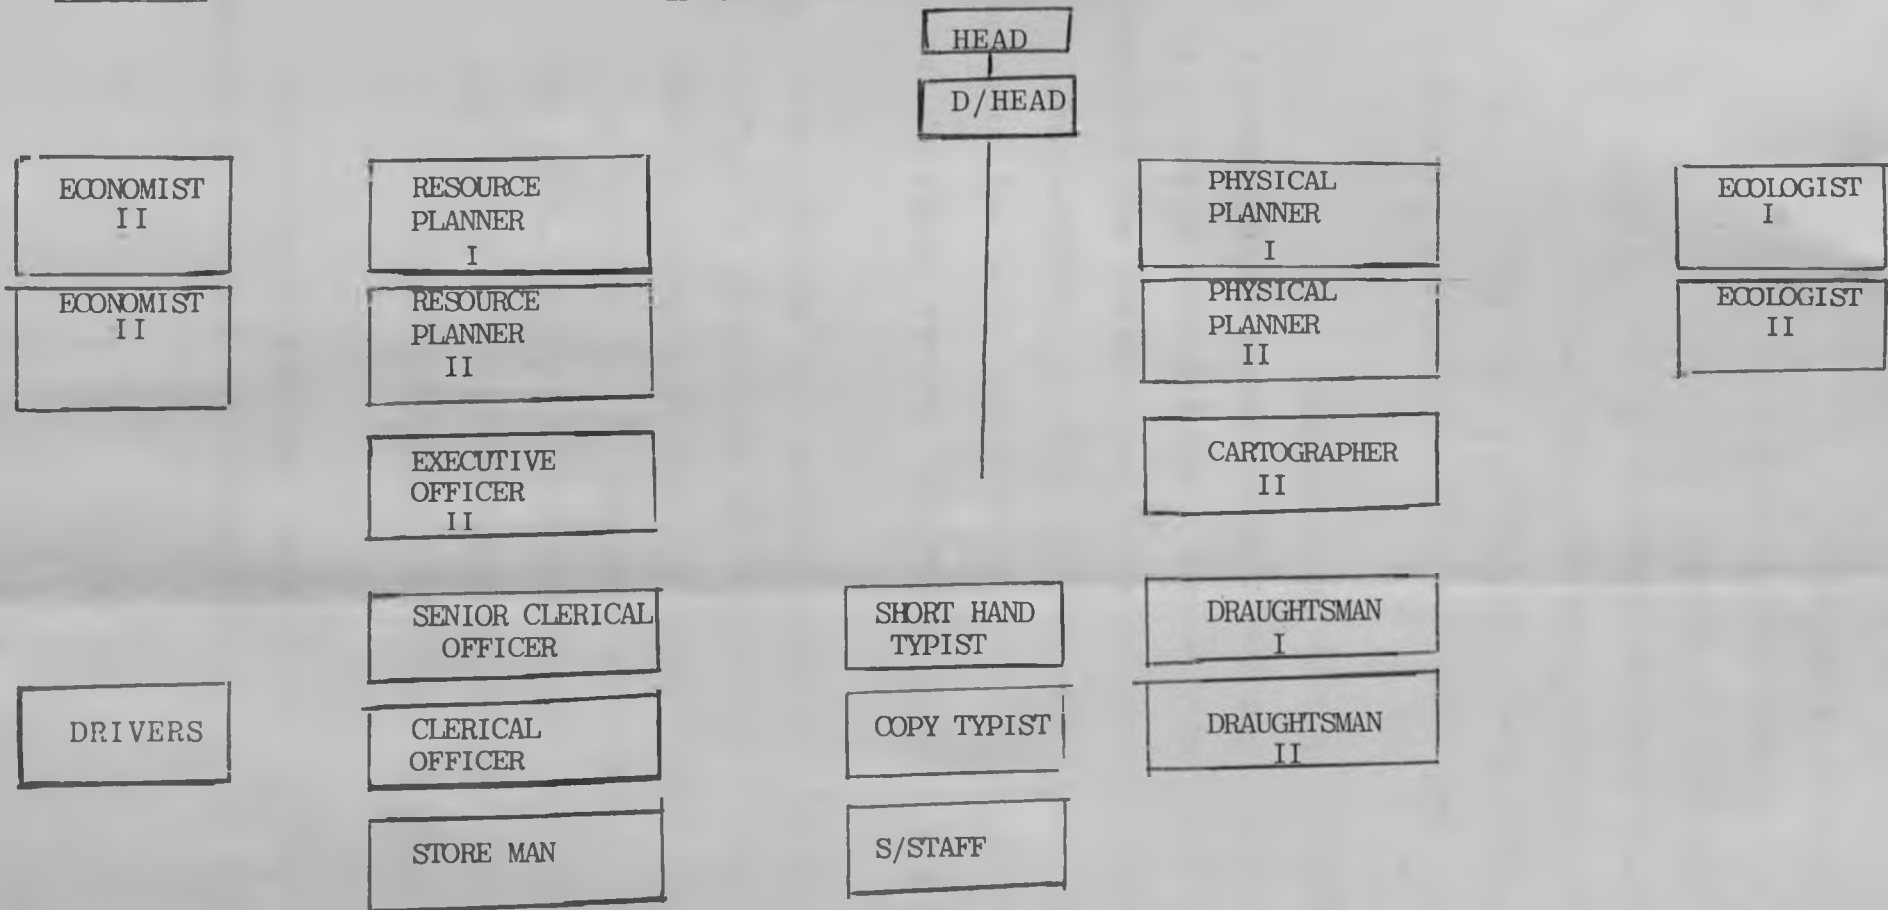 HEAD
D/HEAD
ECONOMIST
II
RESOURCE
PLANNER
I
PHYSICAL
PLANNER
I
ECOLOGIST
I
ECONOMIST
II
RESOURCE
PLANNER
II
PHYSICAL
PLANNER
II
ECOLOGIST
II
EXECUTIVE
OFFICER
II
CARTOGRAPHER
II
SENIOR CLERICAL
OFFICER
SHORT HAND
TYPIST
DRAUGHTSMAN
I
DRIVERS
CLERICAL
OFFICER
COPY TYPIST
DRAUGHTSMAN
II
STORE MAN
S/STAFF